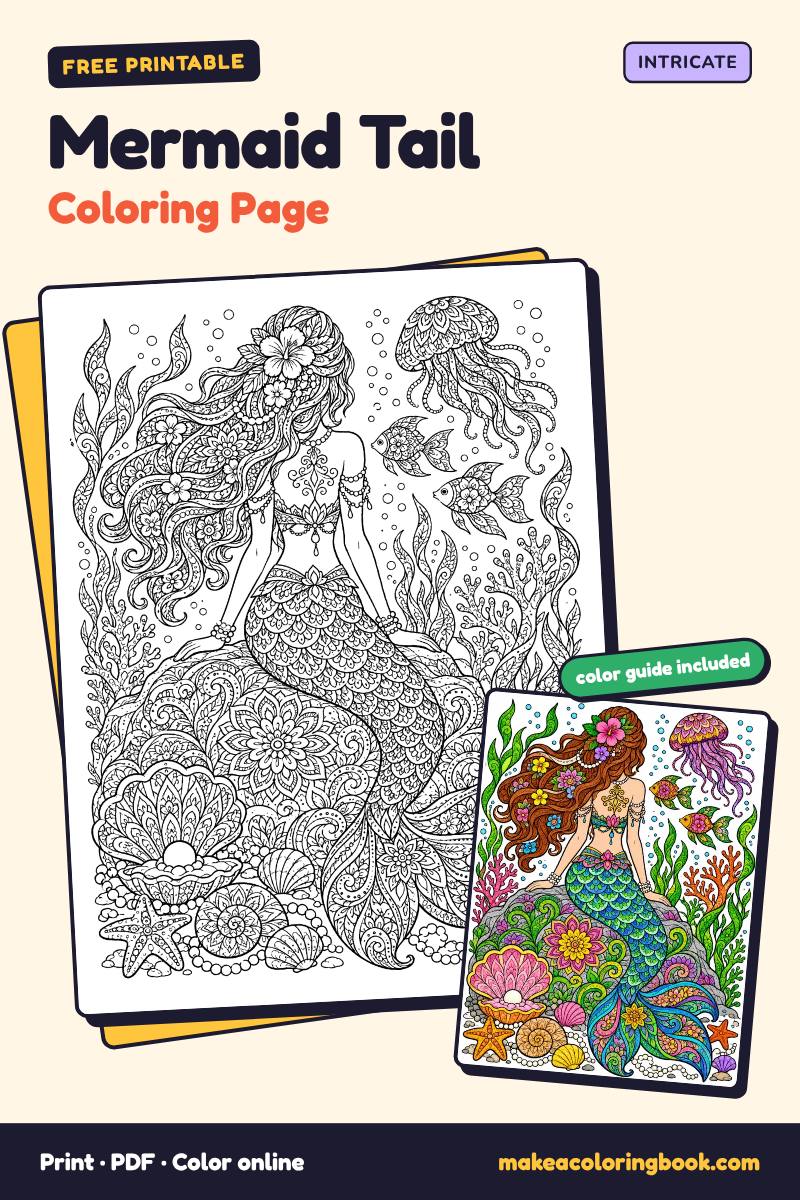 FREE PRINTABLE
INTRICATE
Mermaid Tail
Coloring Page
color guide included
Print · PDF · Color online
makeacoloringbook.com